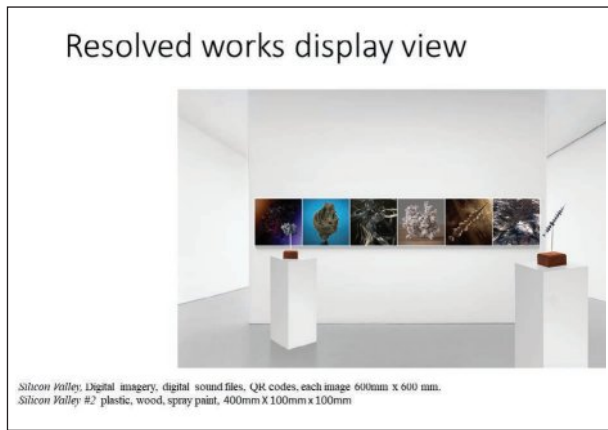 Resolved works display view
Silicon Valley, Digital imagery, digital sound files, QR codes, each image 600mm x 600 mm.
Silicon Valley #2 plastic, wood, spray paint, 400mm X 100mm x 100mm